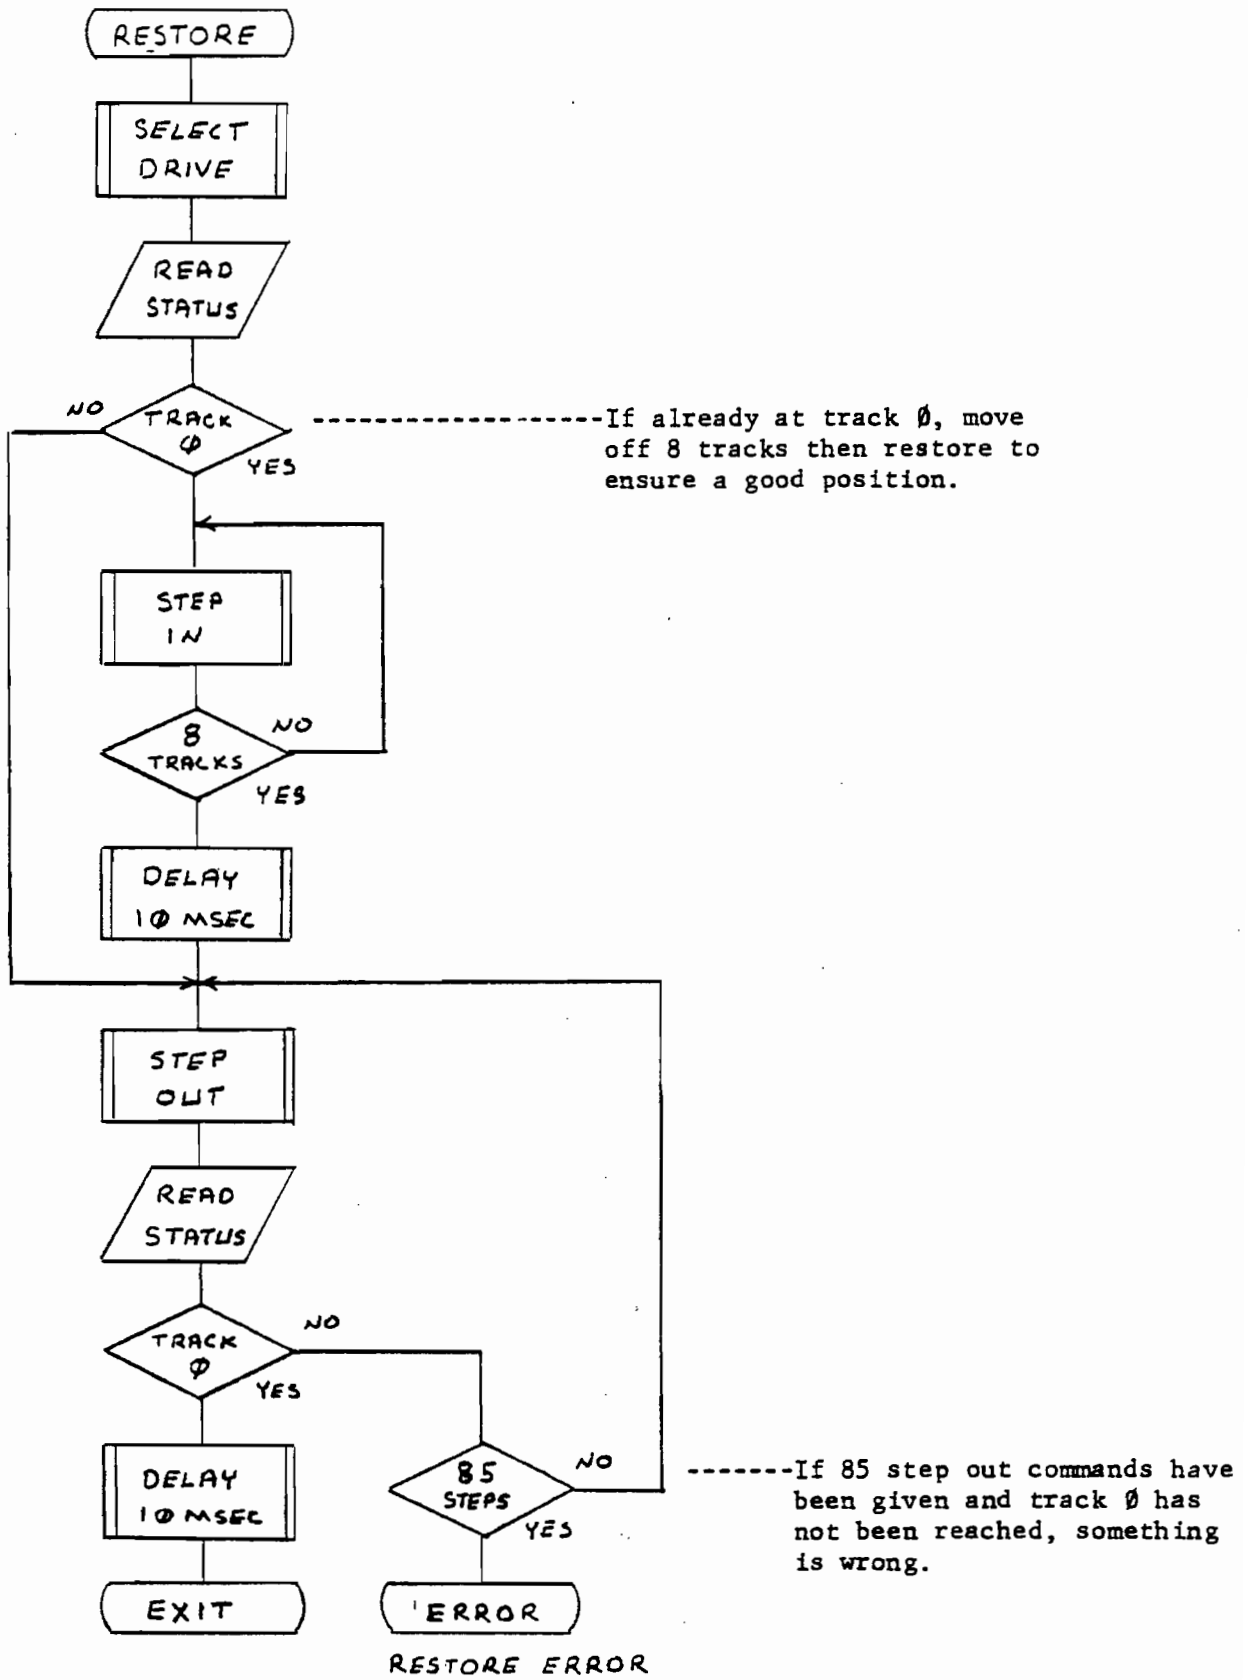 RESTORE
SELECT
DRIVE
READ
STATUS
NO
TRACK
Ø
YES
If already at track Ø, move
off 8 tracks then restore to
ensure a good position.
STEP
IN
8
TRACKS
NO
YES
DELAY
1Ø MSEC
STEP
OUT
READ
STATUS
TRACK
Ø
NO
YES
DELAY
1Ø MSEC
EXIT
85
STEPS
NO
YES
If 85 step out commands have
been given and track Ø has
not been reached, something
is wrong.
ERROR
RESTORE ERROR